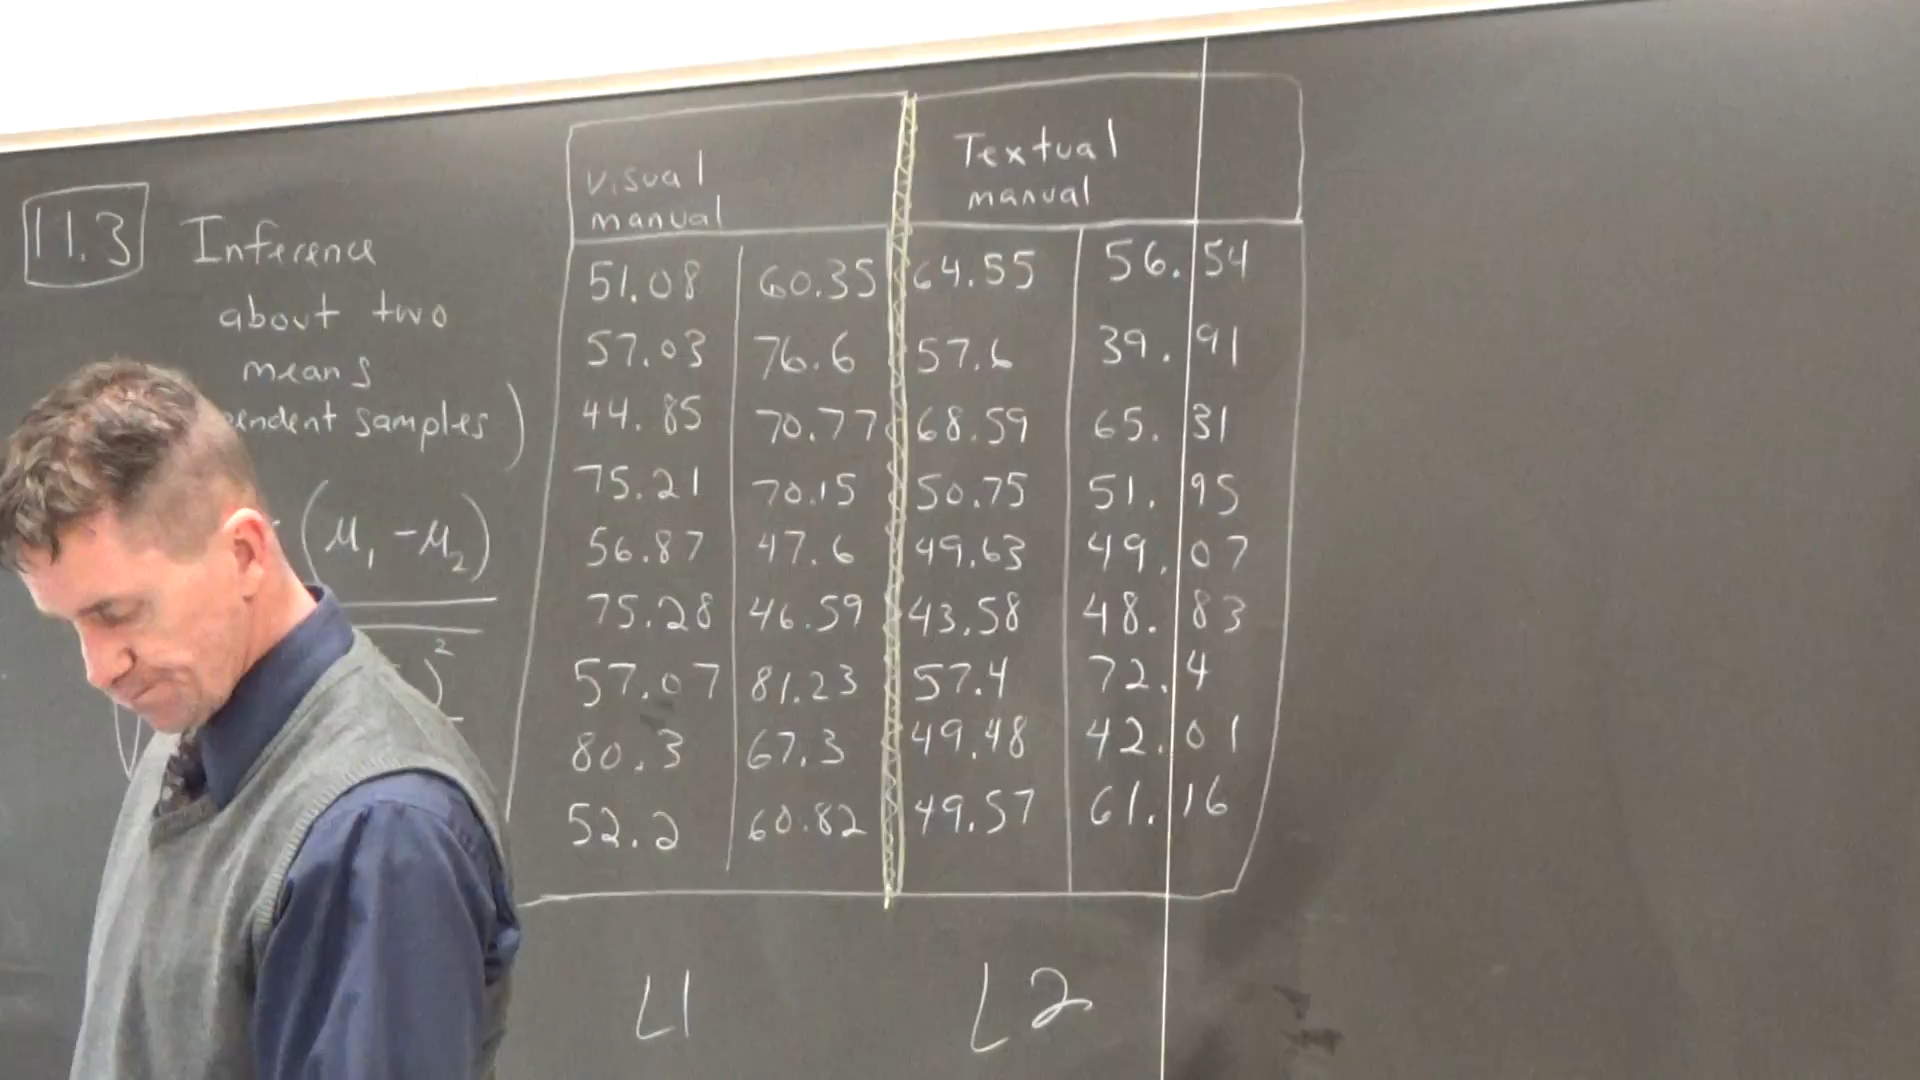 11.3 Inference
about two
means
pendent samples)
(μ₁ - μ₂)
)²
Visual manual
Textual manual
51.08 60.35 64.55 56.54
57.03 76.6 57.6 39.91
44.85 70.77 68.59 65.31
75.21 70.15 50.75 51.95
56.87 47.6 49.63 49.07
75.28 46.59 43.58 48.83
57.07 81.23 57.4 72.4
80.3 67.3 49.48 42.01
52.2 60.82 49.57 61.16
L1 L2